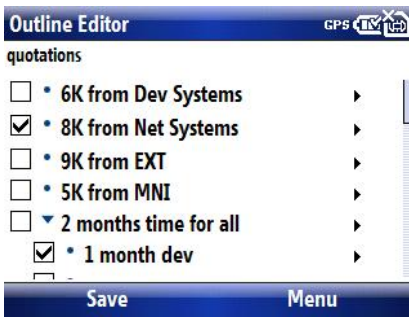 Outline Editor GPS
quotations
6K from Dev Systems
8K from Net Systems
9K from EXT
5K from MNI
2 months time for all
1 month dev
Save Menu